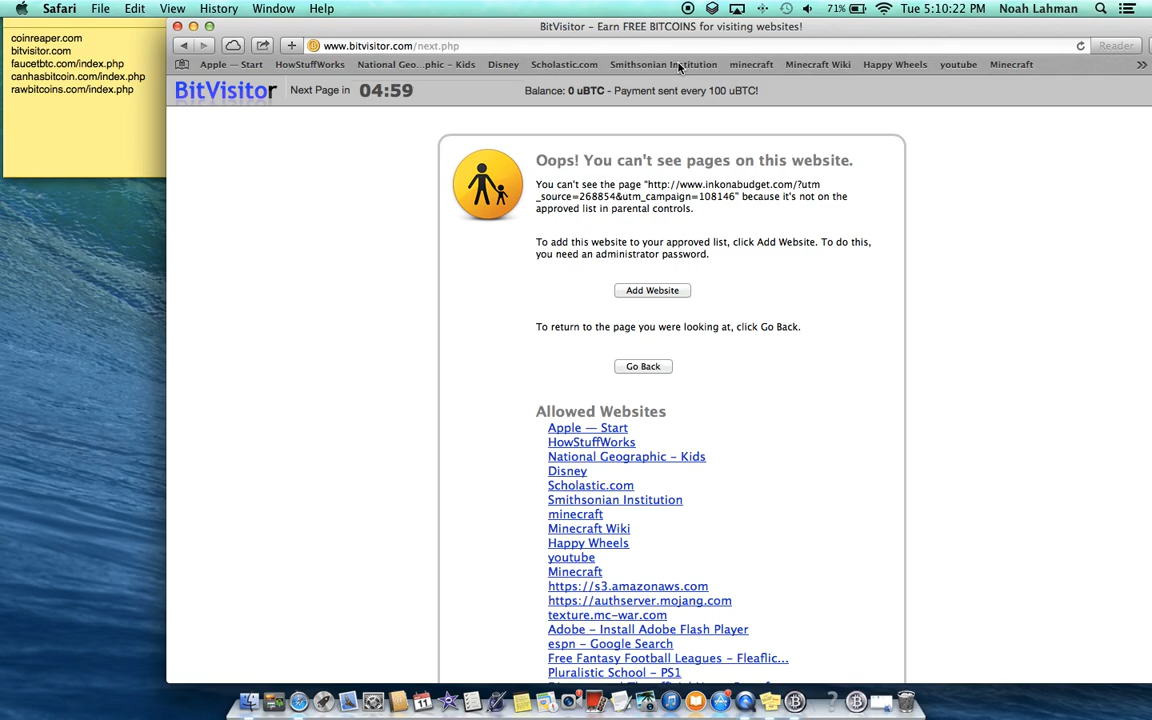 Safari File Edit View History Window Help 71% Tue 5:10:22 PM Noah Lahman
coinreaper.com
bitvisitor.com
faucetbtc.com/index.php
canhasbitcoin.com/index.php
rawbitcoins.com/index.php
BitVisitor – Earn FREE BITCOINS for visiting websites!
www.bitvisitor.com/next.php Reader
Apple — Start HowStuffWorks National Geo...phic – Kids Disney Scholastic.com Smithsonian Institution minecraft Minecraft Wiki Happy Wheels youtube Minecraft
BitVisitor Next Page in 04:59 Balance: 0 uBTC - Payment sent every 100 uBTC!
Oops! You can't see pages on this website.
You can't see the page "http://www.inkonabudget.com/?utm
_source=268854&utm_campaign=108146" because it's not on the
approved list in parental controls.
To add this website to your approved list, click Add Website. To do this,
you need an administrator password.
Add Website
To return to the page you were looking at, click Go Back.
Go Back
Allowed Websites
Apple — Start
HowStuffWorks
National Geographic – Kids
Disney
Scholastic.com
Smithsonian Institution
minecraft
Minecraft Wiki
Happy Wheels
youtube
Minecraft
https://s3.amazonaws.com
https://authserver.mojang.com
texture.mc-war.com
Adobe – Install Adobe Flash Player
espn – Google Search
Free Fantasy Football Leagues – Fleaflic...
Pluralistic School – PS1